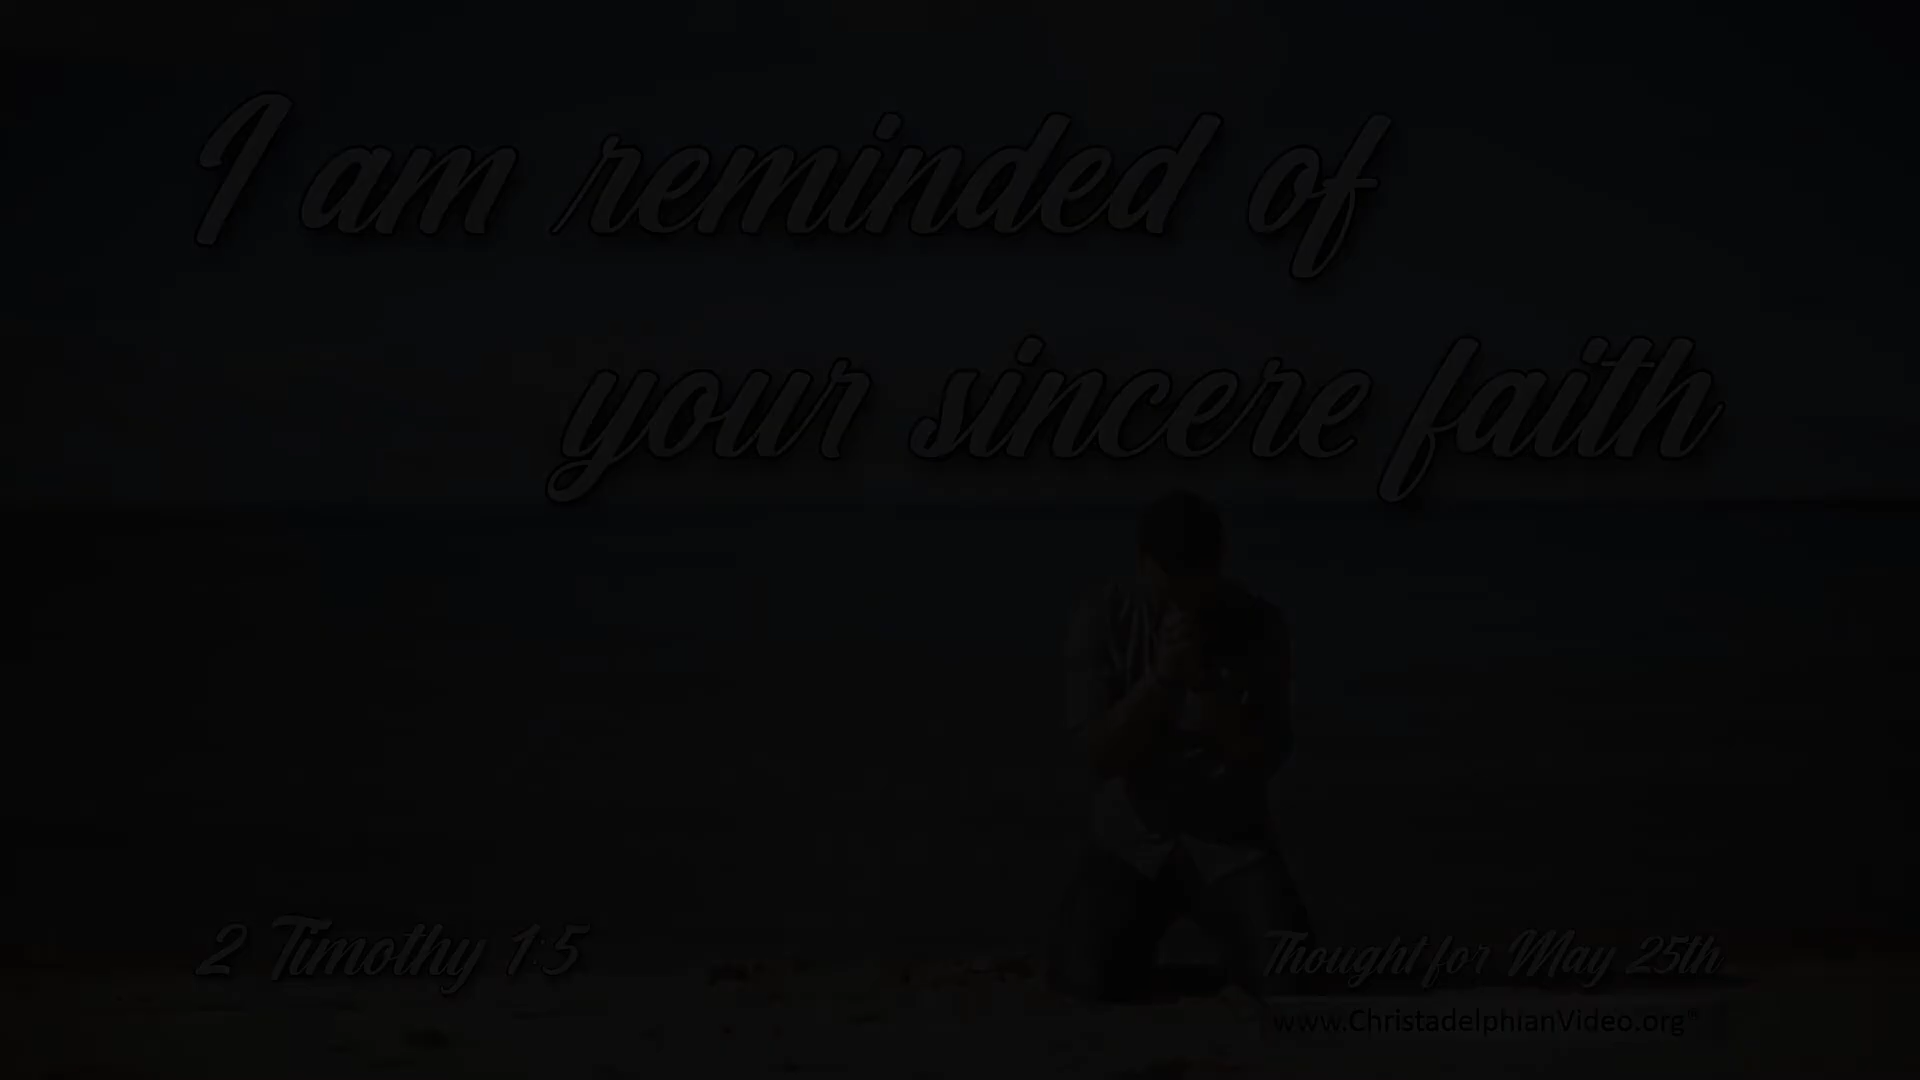 I am reminded of
your sincere faith
2 Timothy 1:5
Thought for May 25th
www.ChristadelphianVideo.org